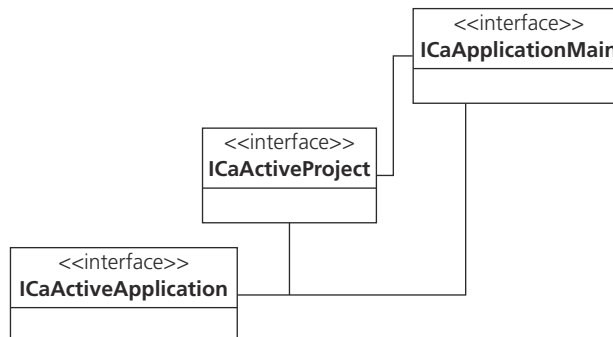 <<interface>>
ICaApplicationMain
<<interface>>
ICaActiveProject
<<interface>>
ICaActiveApplication